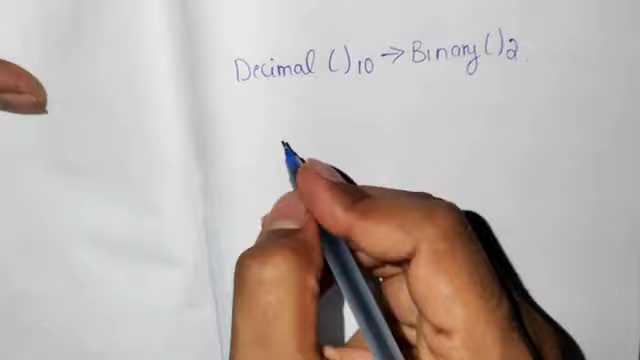 Decimal ( )10 → Binary ( )2.